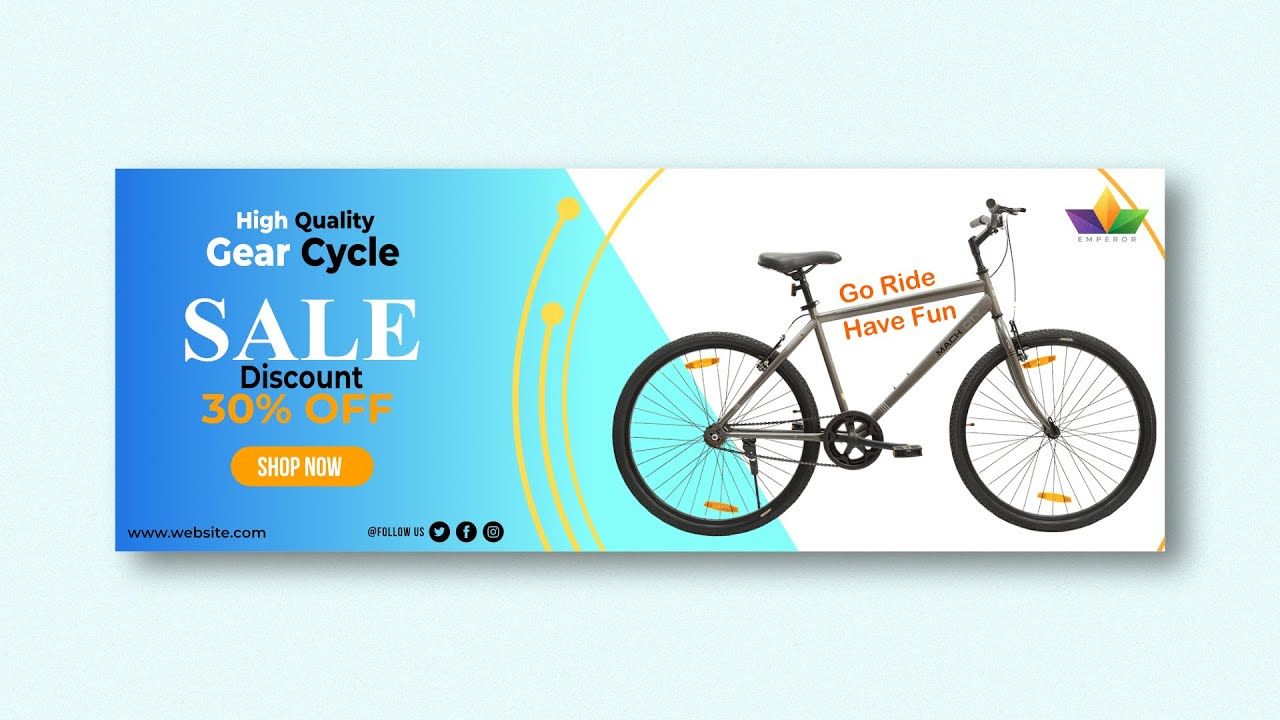 High Quality
Gear Cycle
SALE
Discount
30% OFF
SHOP NOW
www.website.com
@FOLLOW US
Go Ride
Have Fun
MACH CITY
EMPEROR